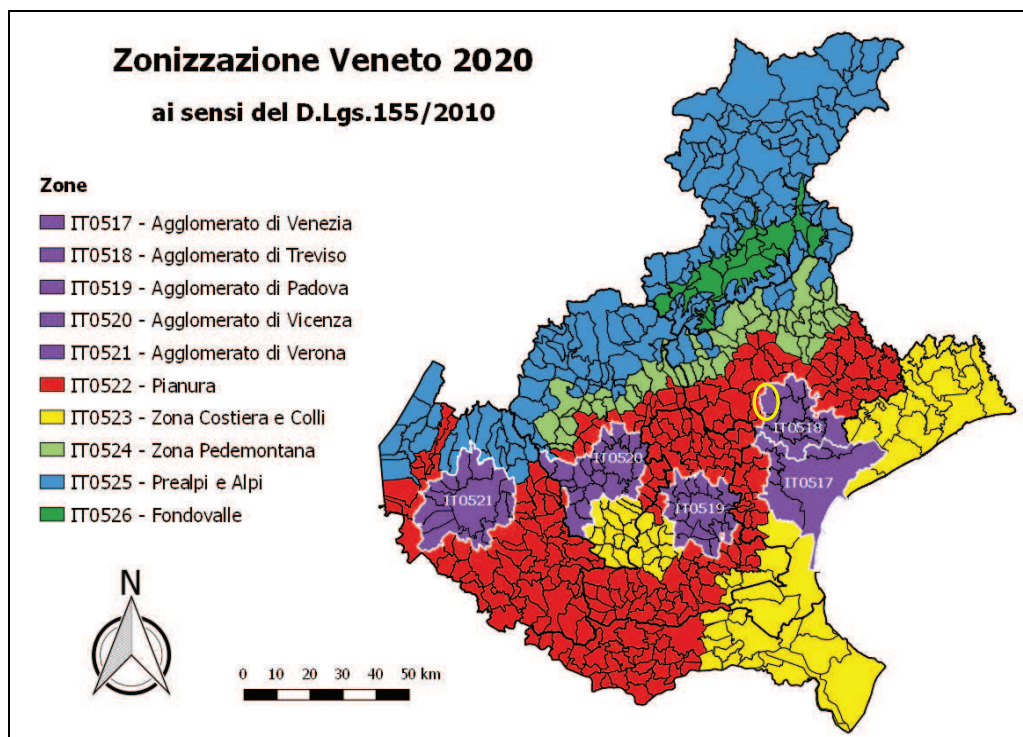 Zonizzazione Veneto 2020
ai sensi del D.Lgs.155/2010
Zone
IT0517 - Agglomerato di Venezia
IT0518 - Agglomerato di Treviso
IT0519 - Agglomerato di Padova
IT0520 - Agglomerato di Vicenza
IT0521 - Agglomerato di Verona
IT0522 - Pianura
IT0523 - Zona Costiera e Colli
IT0524 - Zona Pedemontana
IT0525 - Prealpi e Alpi
IT0526 - Fondovalle
IT0518
IT0520
IT0517
IT0521
IT0519
N
0 10 20 30 40 50 km